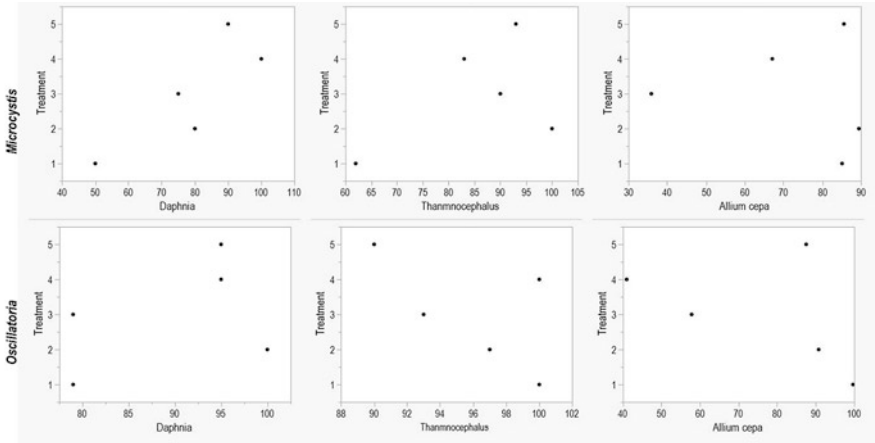 Microcystis
Treatment
5
4
3
2
1
40 50 60 70 80 90 100 110
Daphnia
Treatment
5
4
3
2
1
60 65 70 75 80 85 90 95 100 105
Thanmnocephalus
Treatment
5
4
3
2
1
30 40 50 60 70 80 90
Allium cepa
Oscillatoria
Treatment
5
4
3
2
1
80 85 90 95 100
Daphnia
Treatment
5
4
3
2
1
88 90 92 94 96 98 100 102
Thanmnocephalus
Treatment
5
4
3
2
1
40 50 60 70 80 90 100
Allium cepa